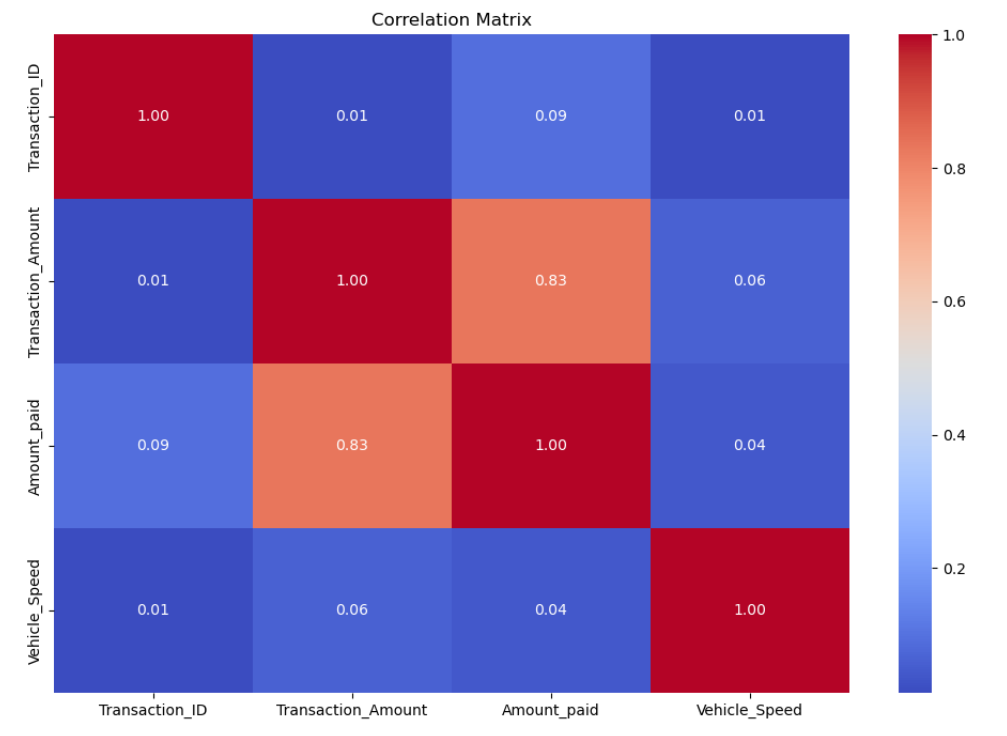 Correlation Matrix
Transaction_ID
1.00 0.01 0.09 0.01
Transaction_Amount
0.01 1.00 0.83 0.06
Amount_paid
0.09 0.83 1.00 0.04
Vehicle_Speed
0.01 0.06 0.04 1.00
Transaction_ID Transaction_Amount Amount_paid Vehicle_Speed
1.0
0.8
0.6
0.4
0.2